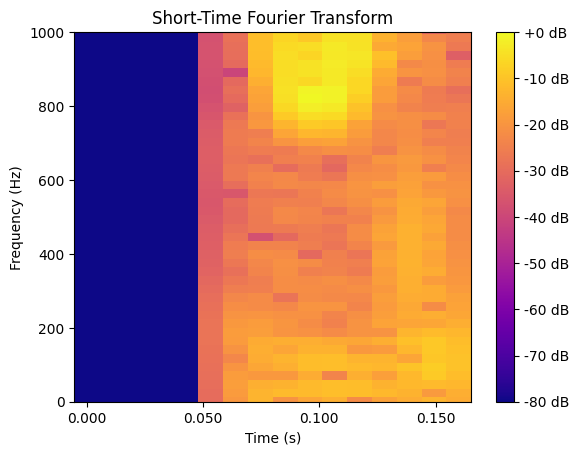 Short-Time Fourier Transform
1000
800
600
400
200
0
Frequency (Hz)
0.000
0.050
0.100
0.150
Time (s)
+0 dB
-10 dB
-20 dB
-30 dB
-40 dB
-50 dB
-60 dB
-70 dB
-80 dB